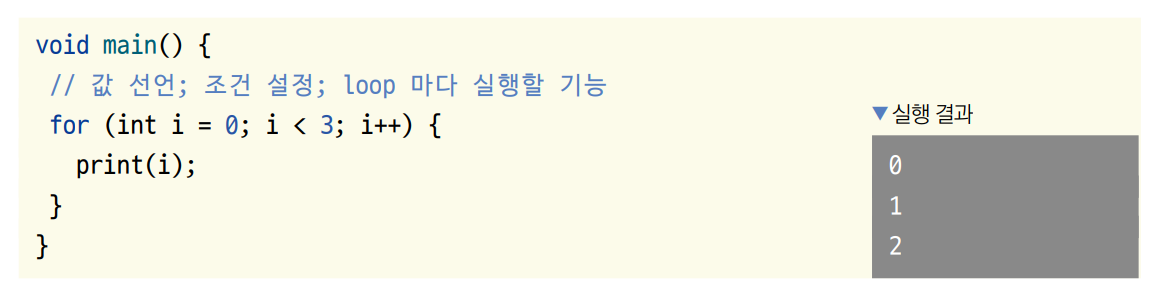 void main() {
// 값 선언; 조건 설정; loop 마다 실행할 기능
for (int i = 0; i < 3; i++) {
print(i);
}
}
▼실행 결과
0
1
2